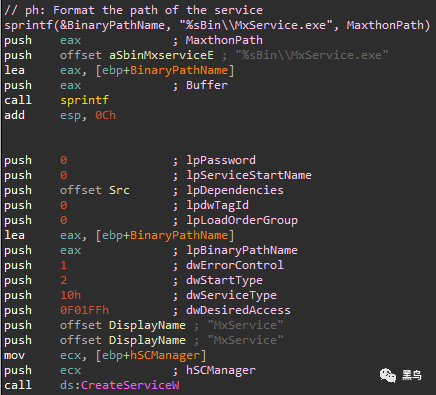 // ph: Format the path of the service
sprintf(&BinaryPathName, "%sBin\\MxService.exe", MaxthonPath)
push eax ; MaxthonPath
push offset aSbinMxserviceE ; "%sBin\\MxService.exe"
lea eax, [ebp+BinaryPathName]
push eax ; Buffer
call sprintf
add esp, 0Ch
push 0 ; lpPassword
push 0 ; lpServiceStartName
push offset Src ; lpDependencies
push 0 ; lpdwTagId
push 0 ; lpLoadOrderGroup
lea eax, [ebp+BinaryPathName]
push eax ; lpBinaryPathName
push 1 ; dwErrorControl
push 2 ; dwStartType
push 10h ; dwServiceType
push 0F01FFh ; dwDesiredAccess
push offset DisplayName ; "MxService"
push offset DisplayName ; "MxService"
mov ecx, [ebp+hSCManager]
push ecx ; hSCManager
call ds:CreateServiceW
黑鸟